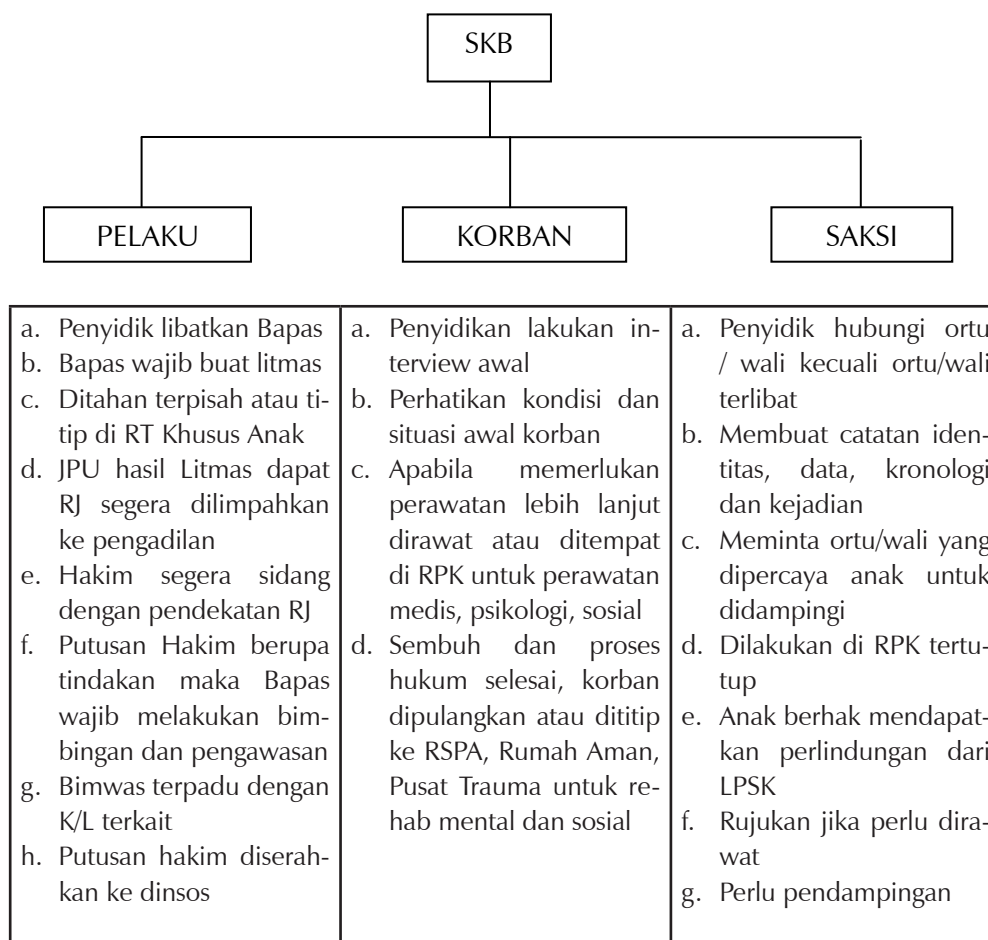 SKB
PELAKU
KORBAN
SAKSI
a. Penyidik libatkan Bapas
b. Bapas wajib buat litmas
c. Ditahan terpisah atau ti-
tip di RT Khusus Anak
d. JPU hasil Litmas dapat
RJ segera dilimpahkan
ke pengadilan
e. Hakim segera sidang
dengan pendekatan RJ
f. Putusan Hakim berupa
tindakan maka Bapas
wajib melakukan bim-
bingan dan pengawasan
g. Bimwas terpadu dengan
K/L terkait
h. Putusan hakim diserah-
kan ke dinsos
a. Penyidikan lakukan in-
terview awal
b. Perhatikan kondisi dan
situasi awal korban
c. Apabila memerlukan
perawatan lebih lanjut
dirawat atau ditempat
di RPK untuk perawatan
medis, psikologi, sosial
d. Sembuh dan proses
hukum selesai, korban
dipulangkan atau dititip
ke RSPA, Rumah Aman,
Pusat Trauma untuk re-
hab mental dan sosial
a. Penyidik hubungi ortu
/ wali kecuali ortu/wali
terlibat
b. Membuat catatan iden-
titas, data, kronologi
dan kejadian
c. Meminta ortu/wali yang
dipercaya anak untuk
didampingi
d. Dilakukan di RPK tertu-
tup
e. Anak berhak mendapat-
kan perlindungan dari
LPSK
f. Rujukan jika perlu dira-
wat
g. Perlu pendampingan